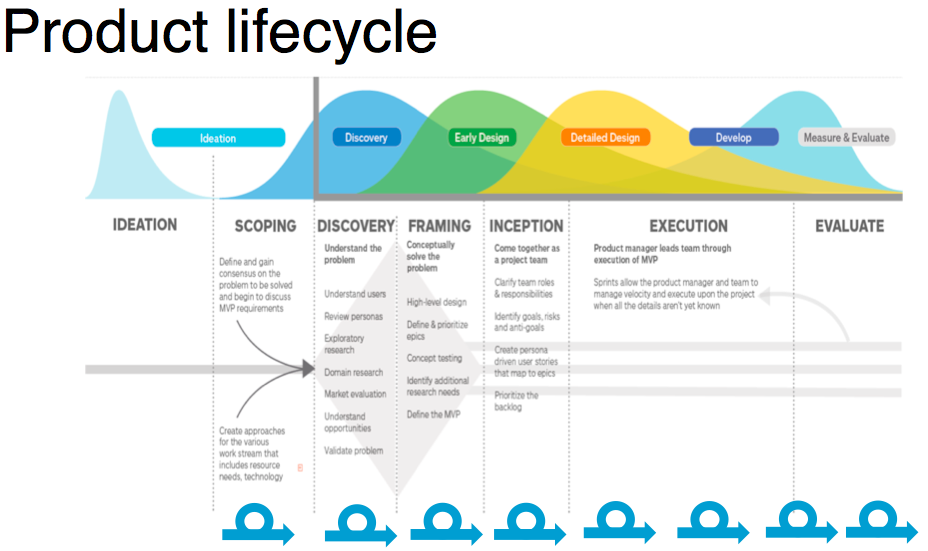 Product lifecycle
Ideation
Discovery
Early Design
Detailed Design
Develop
Measure & Evaluate
IDEATION
SCOPING
DISCOVERY
FRAMING
INCEPTION
EXECUTION
EVALUATE
Define and gain
consensus on the
problem to be solved
and begin to discuss
MVP requirements
Create approaches
for the various
work stream that
includes resource
needs, technology
Understand the
problem
Understand users
Review personas
Exploratory
research
Domain research
Market evaluation
Understand
opportunities
Validate problem
Conceptually
solve the
problem
High-level design
Define & prioritize
epics
Concept testing
Identify additional
research needs
Define the MVP
Come together as
a project team
Clarify team roles
& responsibilities
Identify goals, risks
and anti-goals
Create persona
driven user stories
that map to epics
Prioritize the
backlog
Product manager leads team through
execution of MVP
Sprints allow the product manager and team to
manage velocity and execute upon the project
when all the details aren't yet known